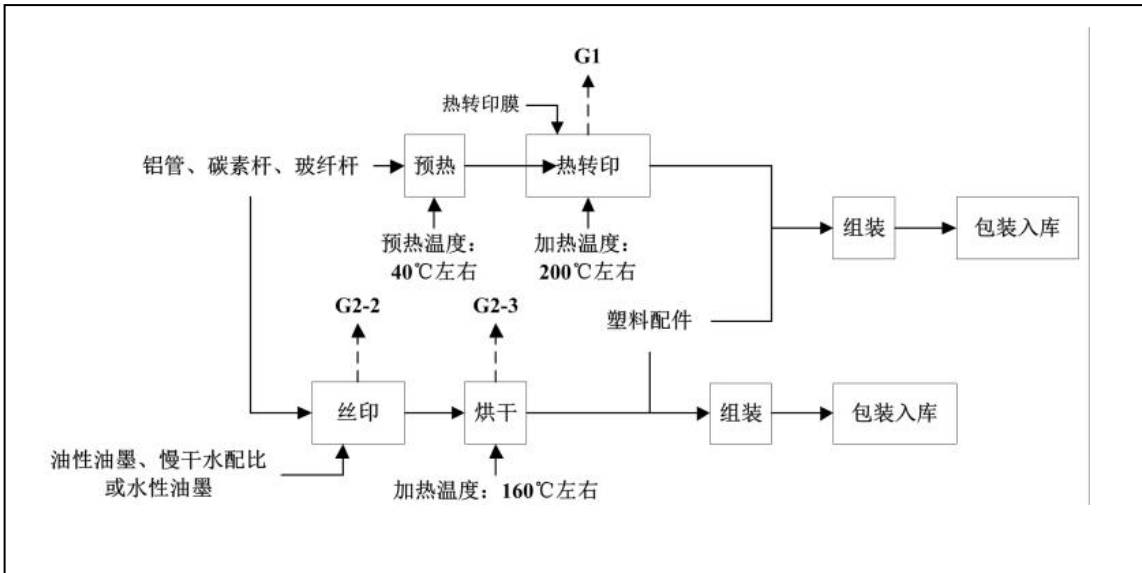 G1
热转印膜
铝管、碳素杆、玻纤杆
预热
热转印
预热温度：
40℃左右
加热温度：
200℃左右
组装
包装入库
G2-2
G2-3
塑料配件
丝印
烘干
组装
包装入库
油性油墨、慢干水配比
或水性油墨
加热温度：160℃左右